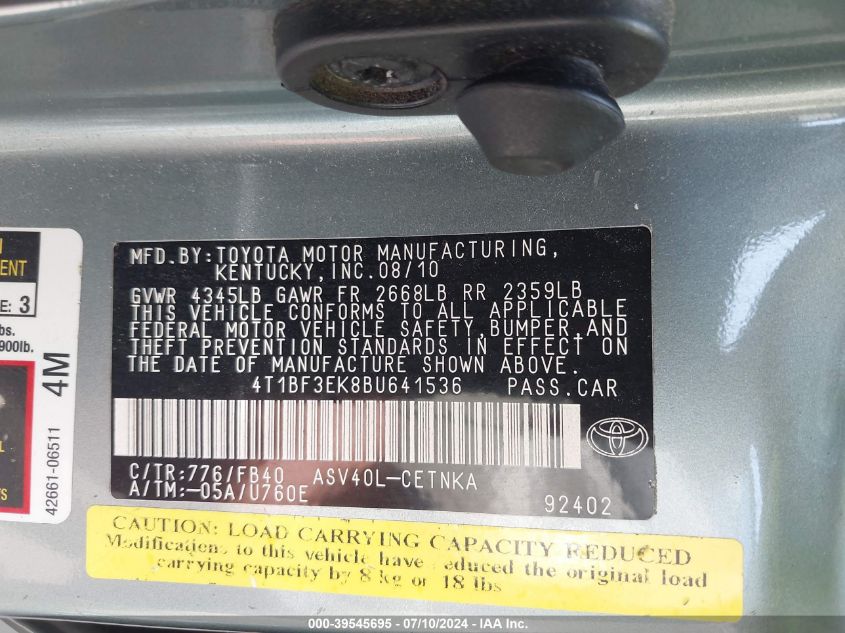 MFD.BY:TOYOTA MOTOR MANUFACTURING,
KENTUCKY,INC.08/10
GVWR 4345LB GAWR FR 2668LB RR 2359LB
THIS VEHICLE CONFORMS TO ALL APPLICABLE
FEDERAL MOTOR VEHICLE SAFETY,BUMPER,AND
THEFT PREVENTION STANDARDS IN EFFECT ON
THE DATE OF MANUFACTURE SHOWN ABOVE.
4T1BF3EK8BU641536 PASS.CAR
C/TR:776/FB40 ASV40L-CETNKA
A/TM:-05A/U760E 92402
E: 3
bs.
900lb.
4M
42661-06511
CAUTION: LOAD CARRYING CAPACITY REDUCED
Modifications to this vehicle have reduced the original load
carrying capacity by 8 kg or 18 lbs
000-39545695 - 07/10/2024 - IAA Inc.